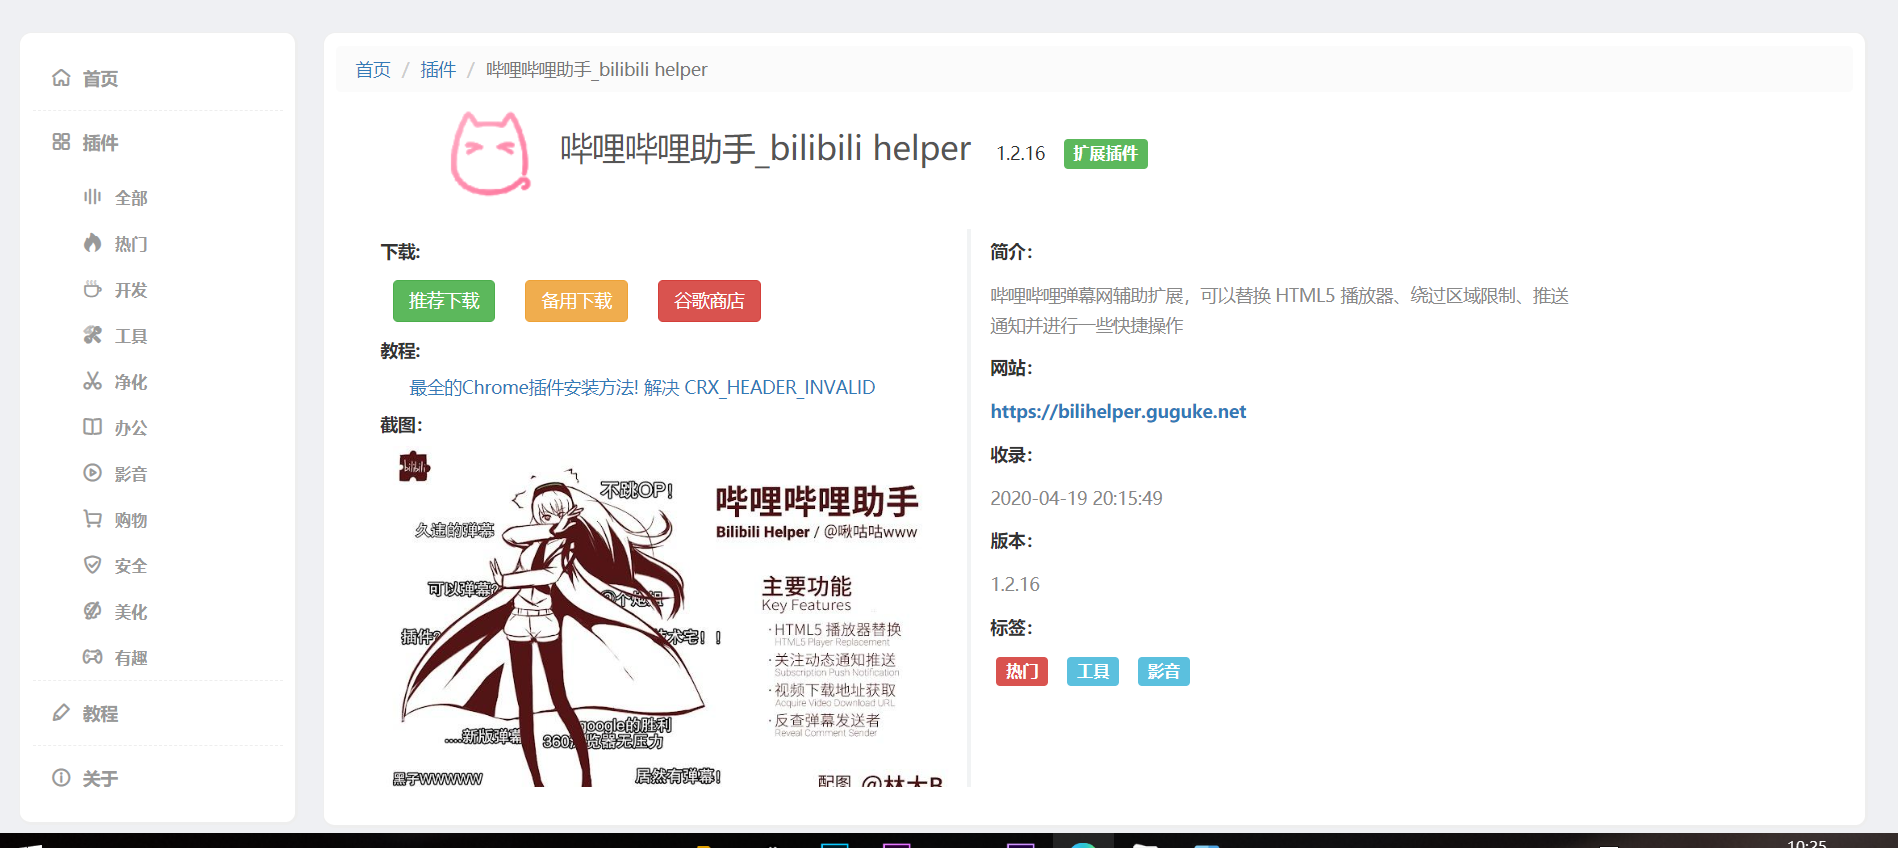 首页
插件
全部
热门
开发
工具
净化
办公
影音
购物
安全
美化
有趣
教程
关于
首页 / 插件 / 哔哩哔哩助手_bilibili helper
哔哩哔哩助手_bilibili helper 1.2.16 扩展插件
下载:
推荐下载 备用下载 谷歌商店
教程:
最全的Chrome插件安装方法! 解决 CRX_HEADER_INVALID
截图:
bilibili
不跳OP!
久违的弹幕
可以弹幕?
插件?
术宅!!
....新版弹幕
google的胜利
360浏览器无压力
黑子wwwwww
居然有弹幕!
哔哩哔哩助手
Bilibili Helper / @啾咕咕www
主要功能
Key Features
·HTML5 播放器替换
HTML5 Player Replacement
·关注动态通知推送
Subscription Push Notification
·视频下载地址获取
Acquire Video Download URL
·反查弹幕发送者
Reveal Comment Sender
配图 @林大B
简介:
哔哩哔哩弹幕网辅助扩展，可以替换 HTML5 播放器、绕过区域限制、推送
通知并进行一些快捷操作
网站:
https://bilihelper.guguke.net
收录:
2020-04-19 20:15:49
版本:
1.2.16
标签:
热门 工具 影音
10:25